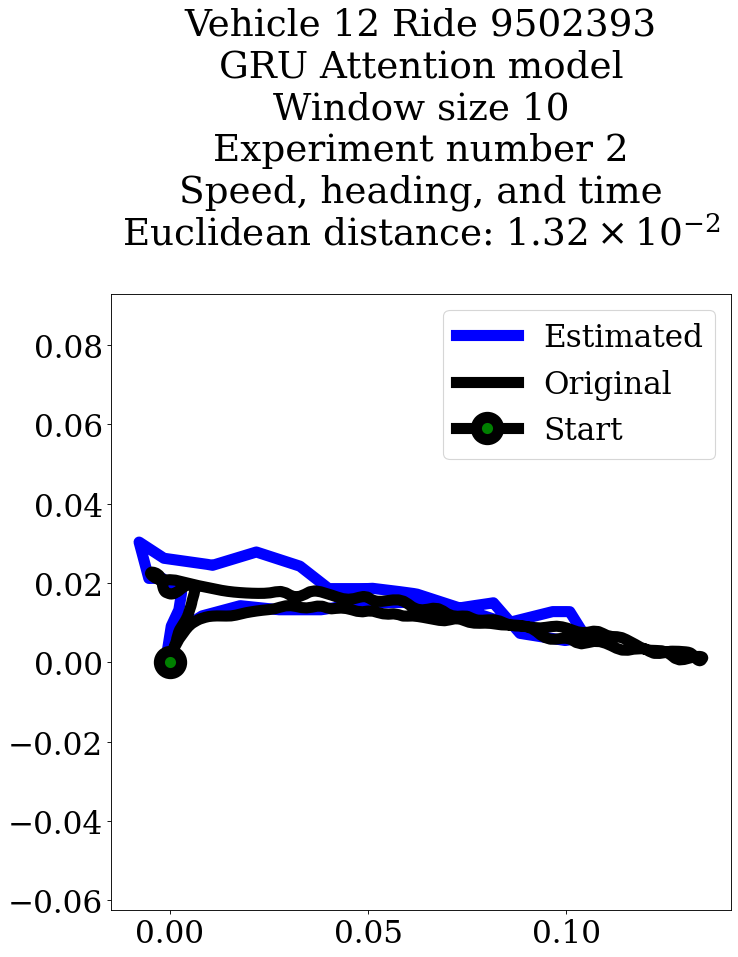 Vehicle 12 Ride 9502393
GRU Attention model
Window size 10
Experiment number 2
Speed, heading, and time
Euclidean distance: 1.32 × 10⁻²
Estimated
Original
Start
0.08
0.06
0.04
0.02
0.00
−0.02
−0.04
−0.06
0.00 0.05 0.10